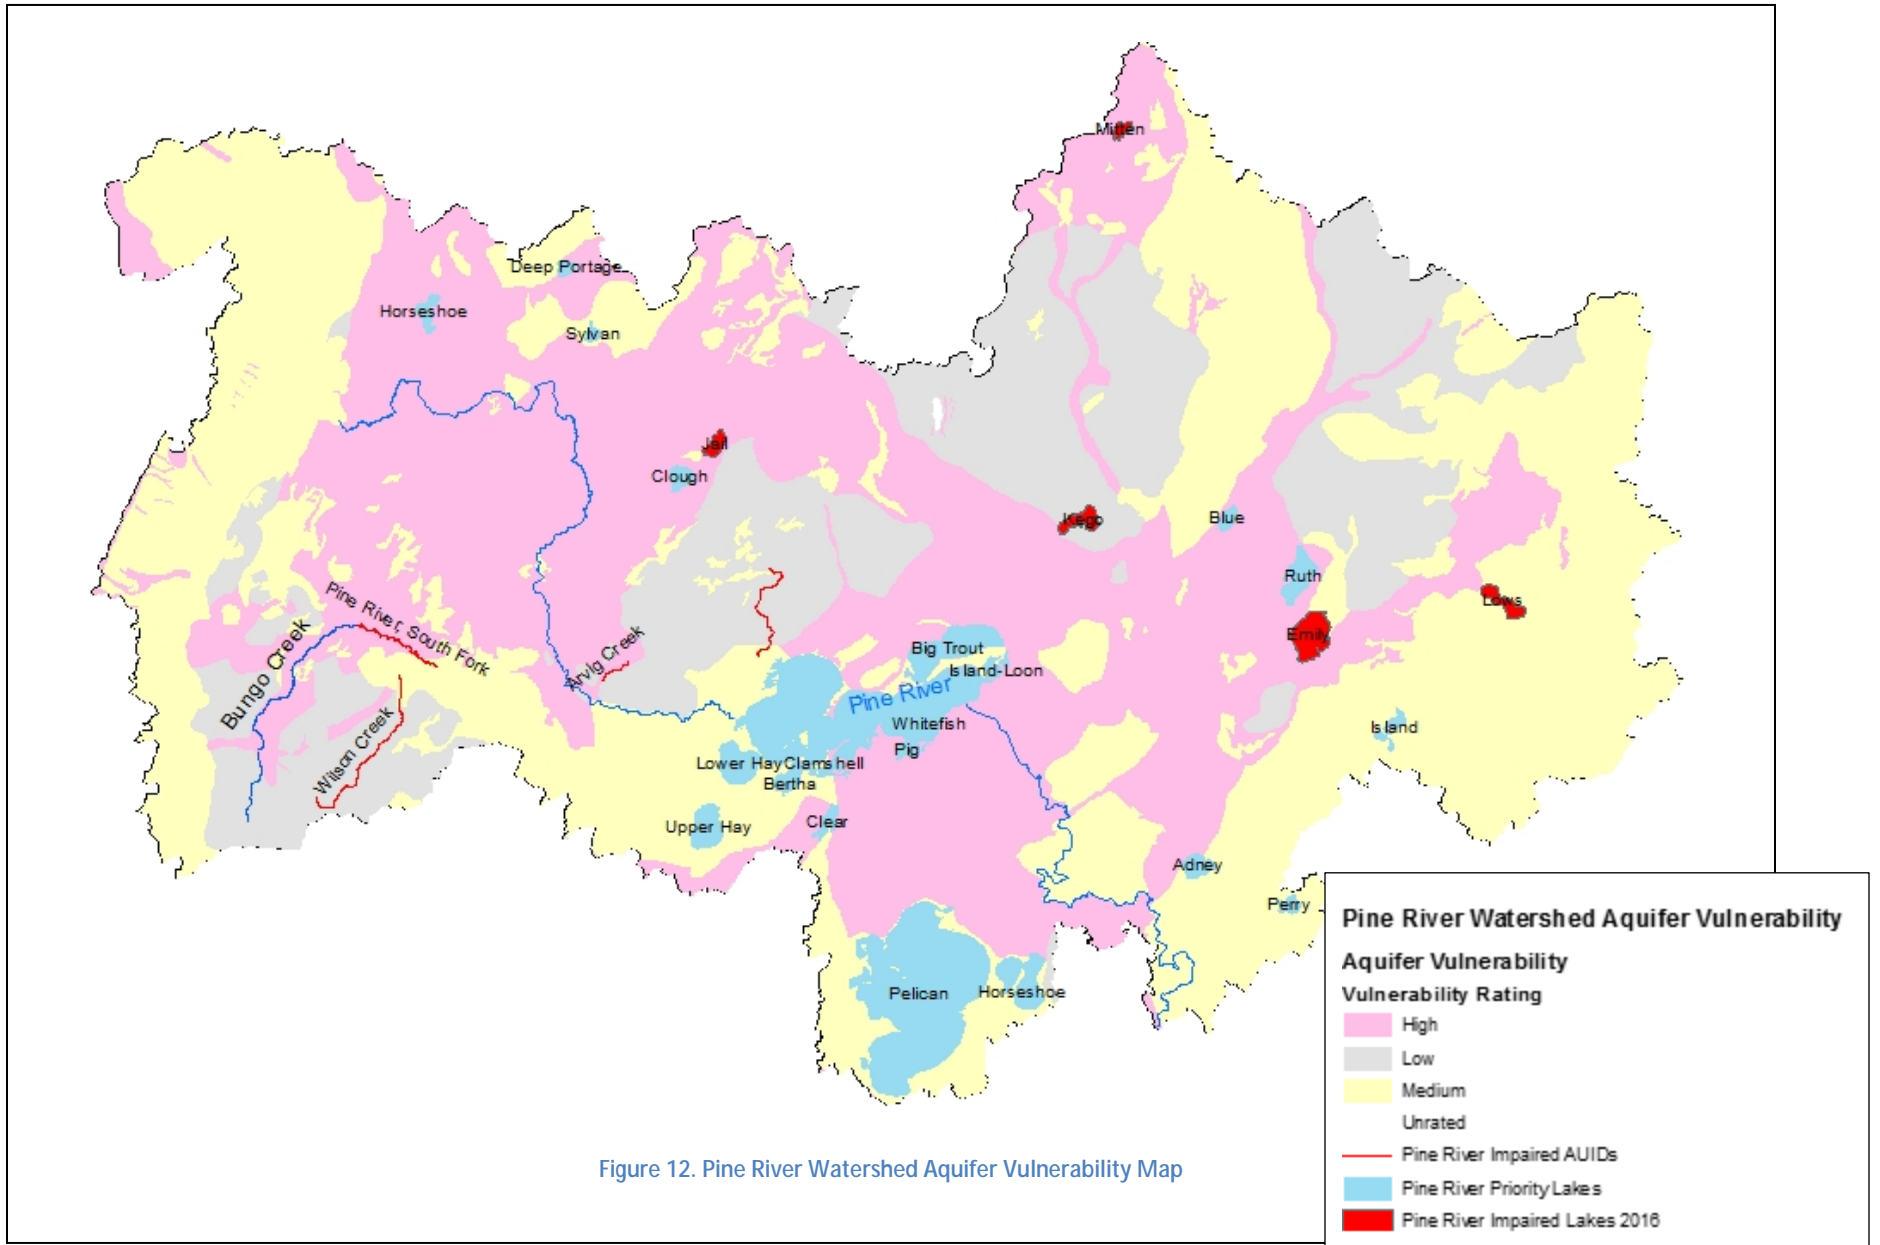 Mitten
Deep Portage
Horseshoe
Sylvan
Jail
Clough
Kego
Blue
Ruth
Lows
Emily
Pine River, South Fork
Bungo Creek
Wilson Creek
Arvig Creek
Big Trout
Island-Loon
Pine River
Whitefish
Pig
Lower Hay
Clamshell
Bertha
Upper Hay
Clear
Island
Adney
Perry
Pelican
Horseshoe
Pine River Watershed Aquifer Vulnerability
Aquifer Vulnerability
Vulnerability Rating
High
Low
Medium
Unrated
Pine River Impaired AUIDs
Pine River Priority Lakes
Pine River Impaired Lakes 2016
Figure 12. Pine River Watershed Aquifer Vulnerability Map